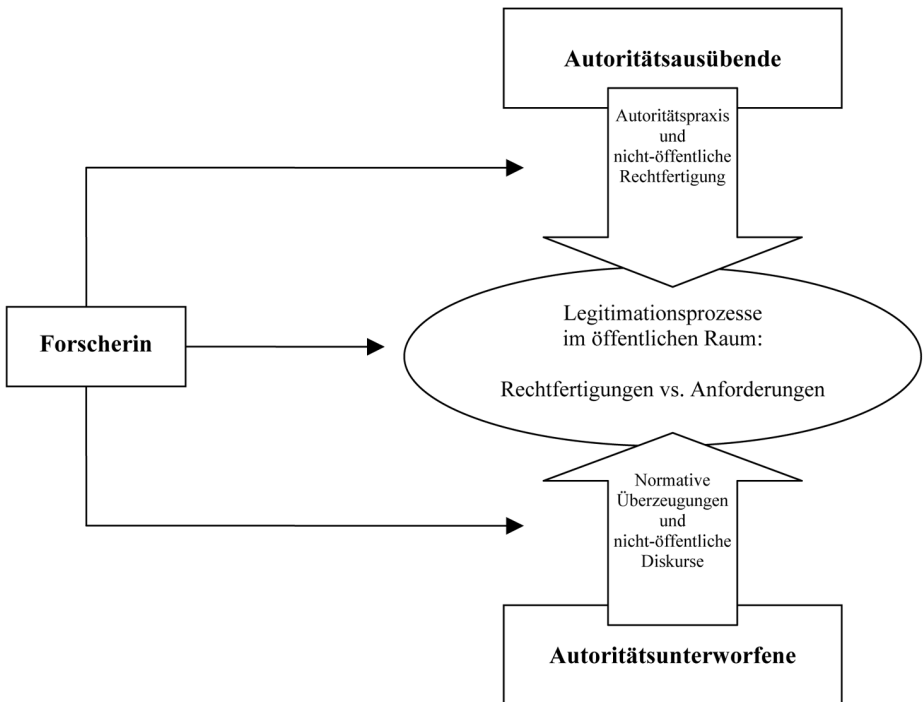 Autoritätsausübende
Autoritätspraxis
und
nicht-öffentliche
Rechtfertigung
Legitimationsprozesse
im öffentlichen Raum:
Forscherin
Rechtfertigungen vs. Anforderungen
Normative
Überzeugungen
und
nicht-öffentliche
Diskurse
Autoritätsunterworfene